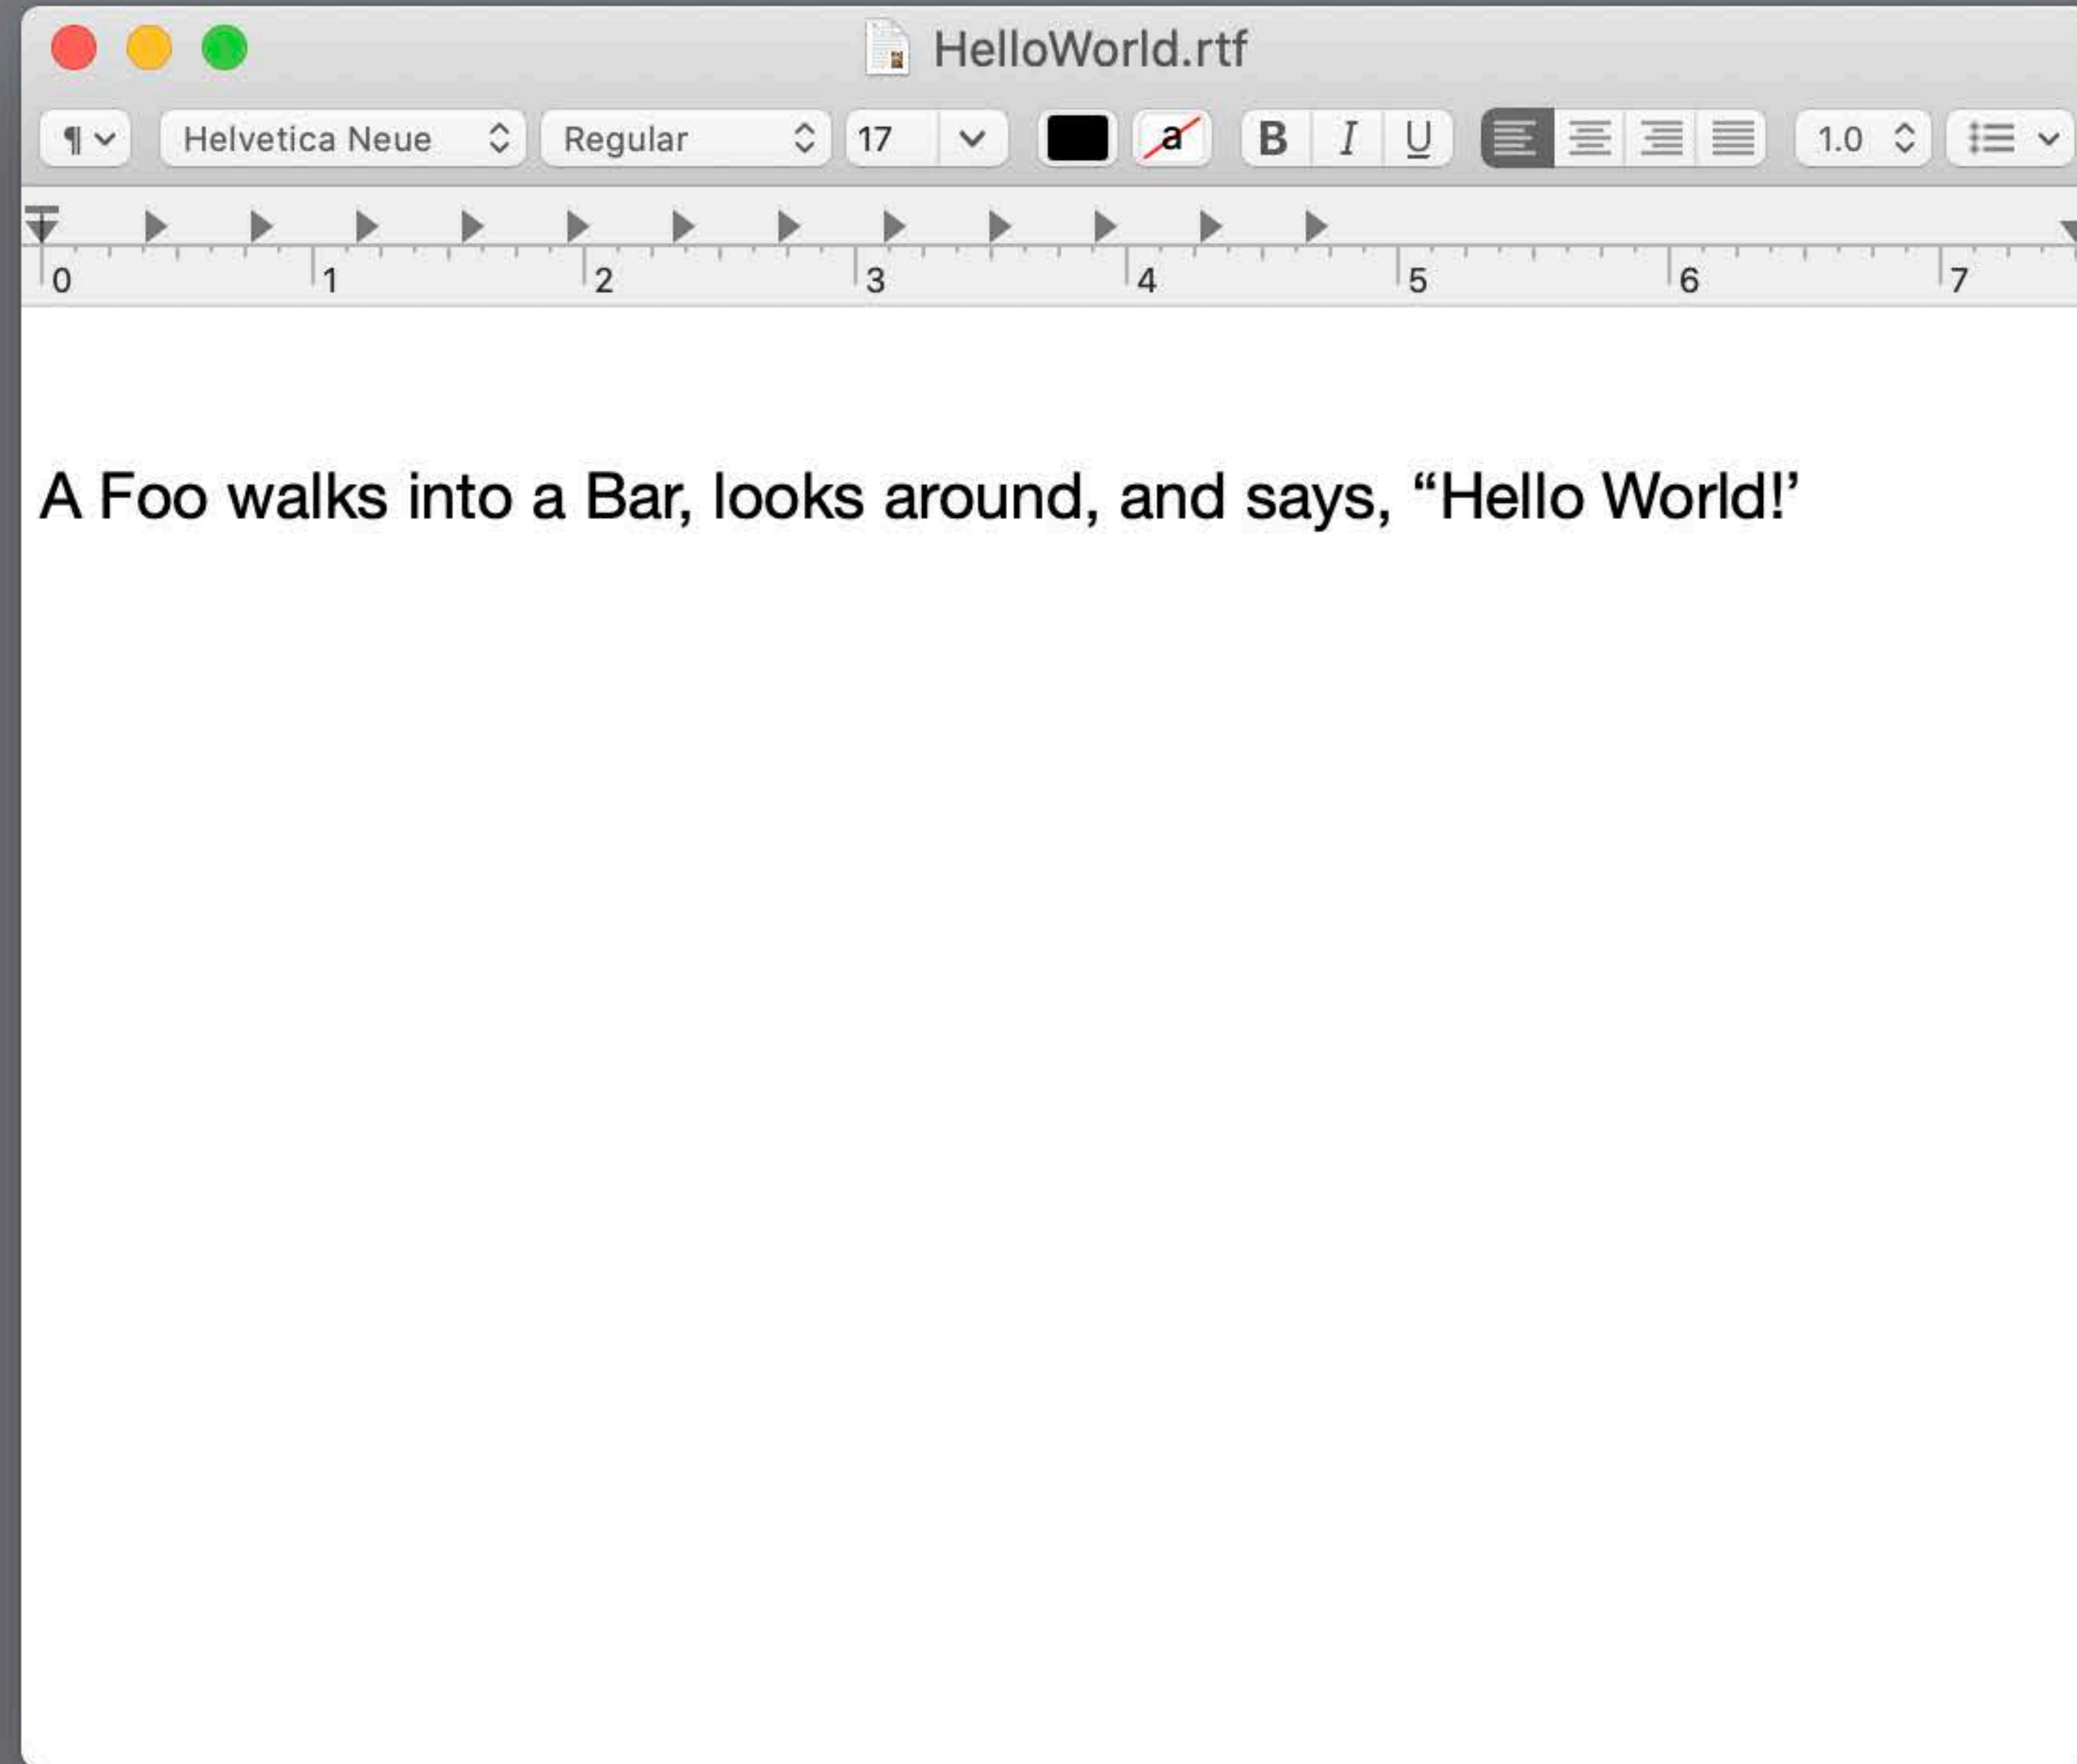 HelloWorld.rtf
¶ Helvetica Neue Regular 17 a B I U 1.0
0 1 2 3 4 5 6 7
A Foo walks into a Bar, looks around, and says, “Hello World!’